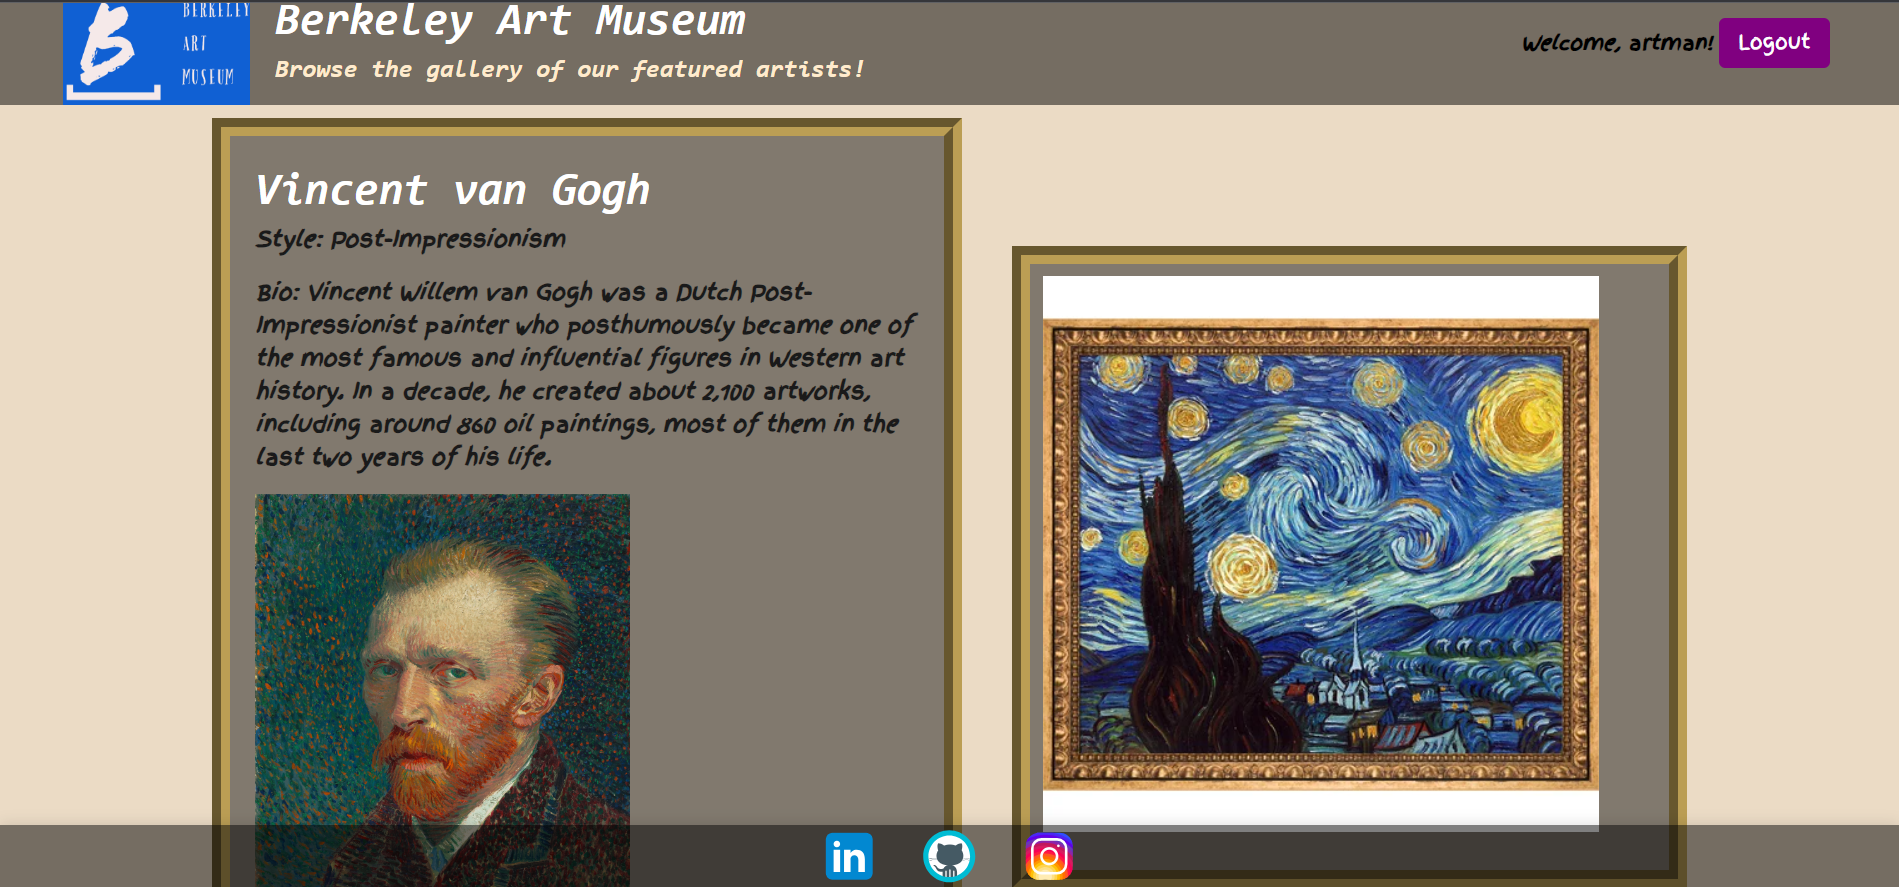 BERKELEY
ART
MUSEUM
Berkeley Art Museum
Browse the gallery of our featured artists!
Welcome, artman!
Logout
Vincent van Gogh
Style: Post-Impressionism
Bio: Vincent Willem van Gogh was a Dutch Post-
Impressionist painter who posthumously became one of
the most famous and influential figures in Western art
history. In a decade, he created about 2,100 artworks,
including around 860 oil paintings, most of them in the
last two years of his life.
in